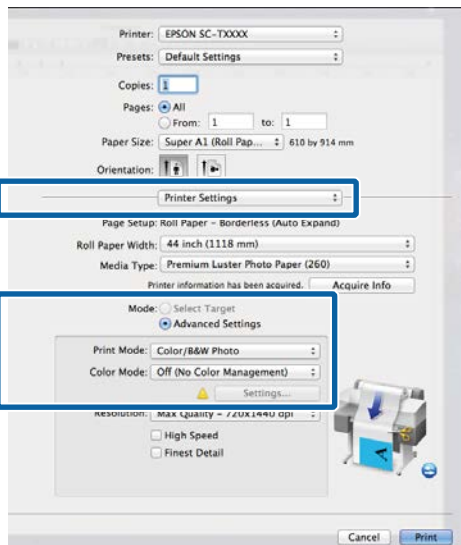 Printer: EPSON SC-TXXXX
Presets: Default Settings
Copies: 1
Pages: All
From: 1 to: 1
Paper Size: Super A1 (Roll Pap... 610 by 914 mm
Orientation:
Printer Settings
Page Setup: Roll Paper - Borderless (Auto Expand)
Roll Paper Width: 44 inch (1118 mm)
Media Type: Premium Luster Photo Paper (260)
Printer information has been acquired. Acquire Info
Mode: Select Target
Advanced Settings
Print Mode: Color/B&W Photo
Color Mode: Off (No Color Management)
Settings...
Resolution: Max Quality - 720x1440 dpi
High Speed
Finest Detail
A
Cancel Print